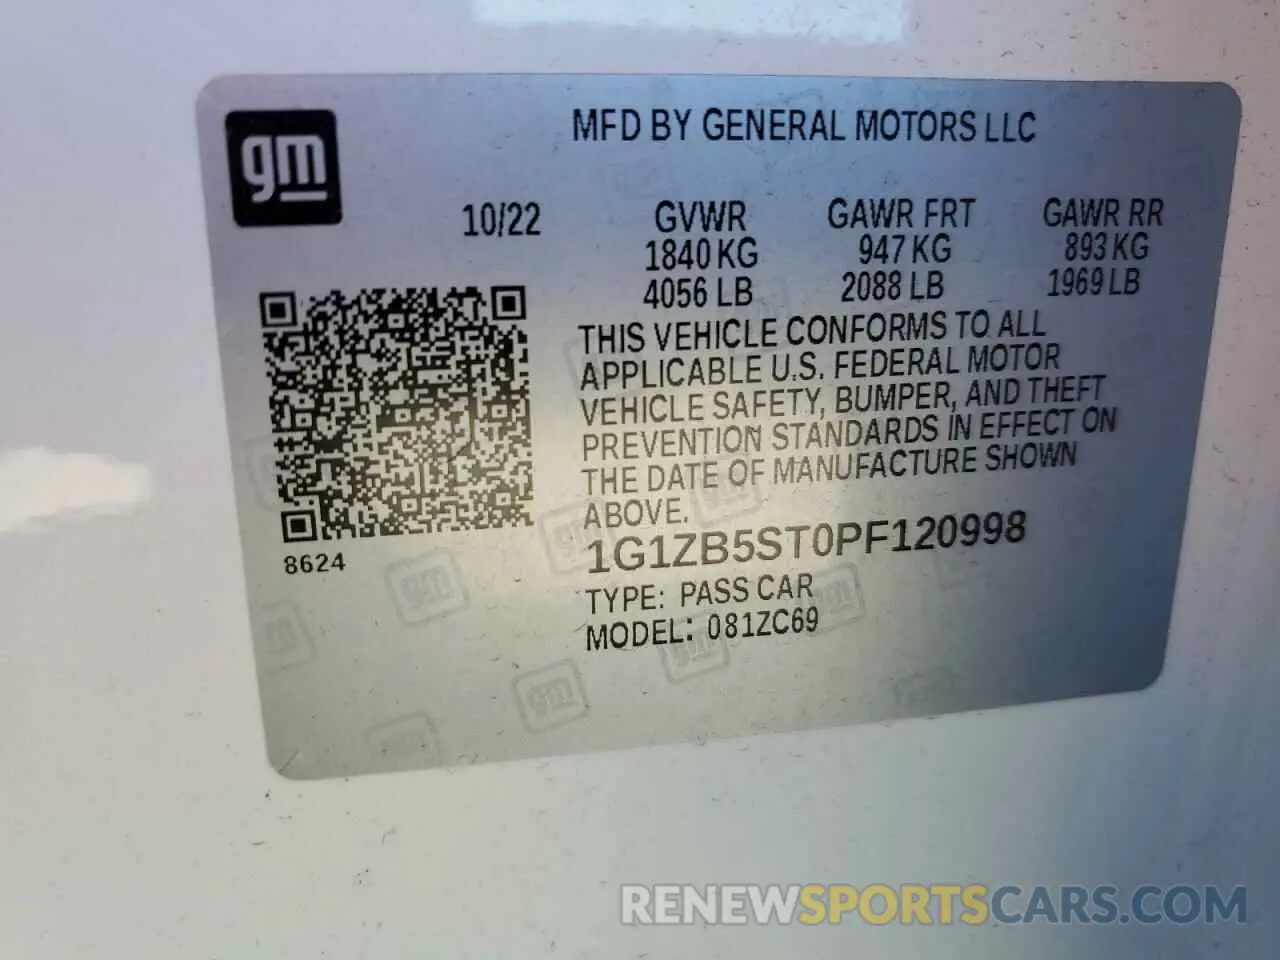 gm
MFD BY GENERAL MOTORS LLC
10/22
GVWR
1840 KG
4056 LB
GAWR FRT
947 KG
2088 LB
GAWR RR
893 KG
1969 LB
THIS VEHICLE CONFORMS TO ALL
APPLICABLE U.S. FEDERAL MOTOR
VEHICLE SAFETY, BUMPER, AND THEFT
PREVENTION STANDARDS IN EFFECT ON
THE DATE OF MANUFACTURE SHOWN
ABOVE.
8624
1G1ZB5ST0PF120998
TYPE: PASS CAR
MODEL: 081ZC69
RENEWSPORTSCARS.COM